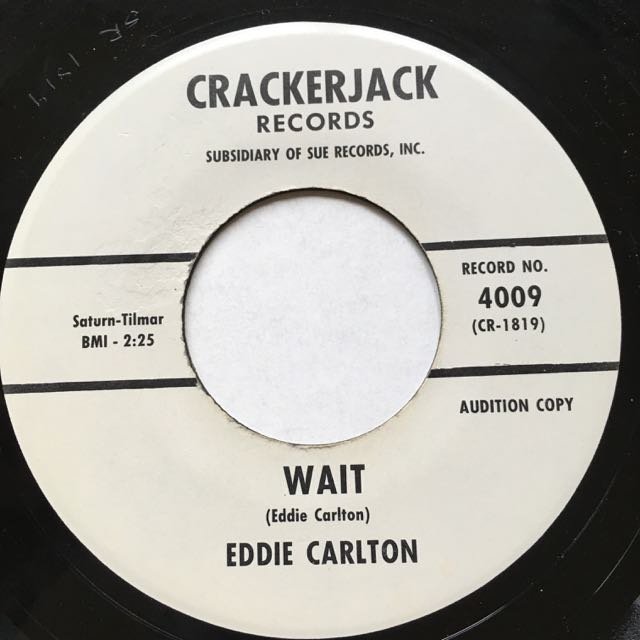 CRACKERJACK
RECORDS
SUBSIDIARY OF SUE RECORDS, INC.
Saturn-Tilmar
BMI - 2:25
RECORD NO.
4009
(CR-1819)
AUDITION COPY
WAIT
(Eddie Carlton)
EDDIE CARLTON